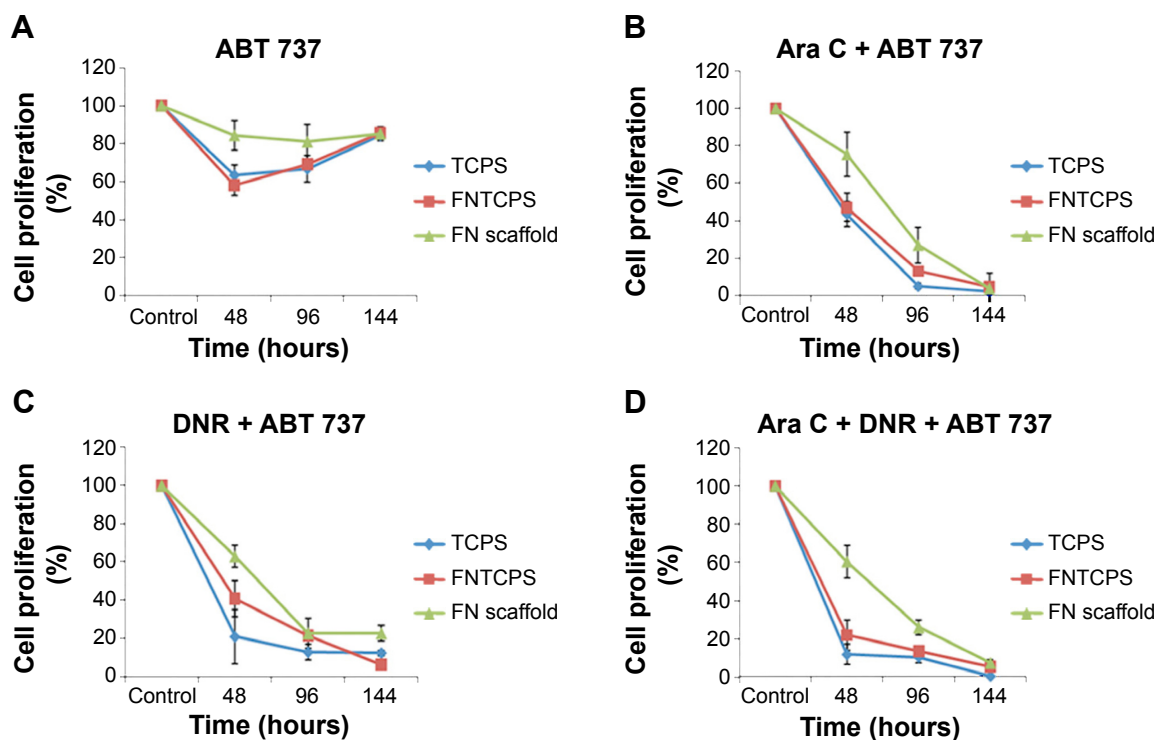 A
ABT 737
Cell proliferation
(%)
120
100
80
60
40
20
0
Control 48 96 144
Time (hours)
TCPS
FNTCPS
FN scaffold
B
Ara C + ABT 737
Cell proliferation
(%)
120
100
80
60
40
20
0
Control 48 96 144
Time (hours)
TCPS
FNTCPS
FN scaffold
C
DNR + ABT 737
Cell proliferation
(%)
120
100
80
60
40
20
0
Control 48 96 144
Time (hours)
TCPS
FNTCPS
FN scaffold
D
Ara C + DNR + ABT 737
Cell proliferation
(%)
120
100
80
60
40
20
0
Control 48 96 144
Time (hours)
TCPS
FNTCPS
FN scaffold